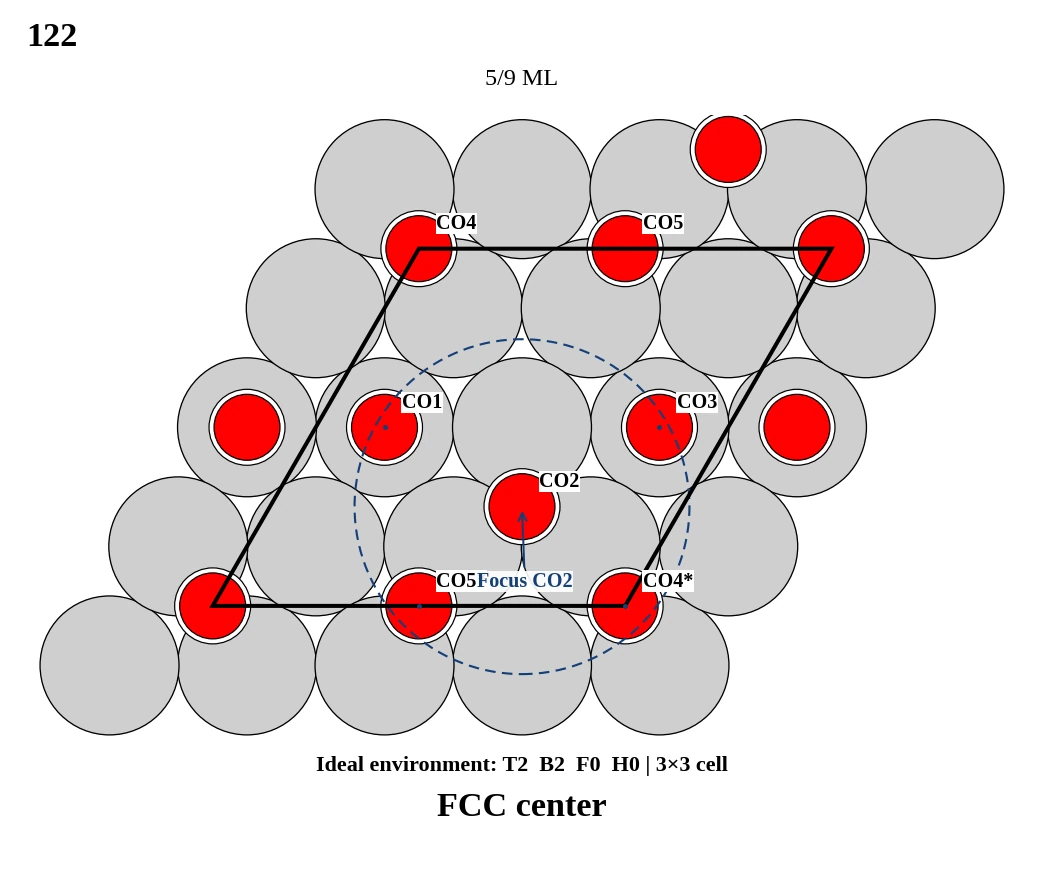 122
5/9 ML
CO4
CO5
CO1
CO3
CO2
CO5
Focus CO2
CO4*
Ideal environment: T2 B2 F0 H0 | 3×3 cell
FCC center